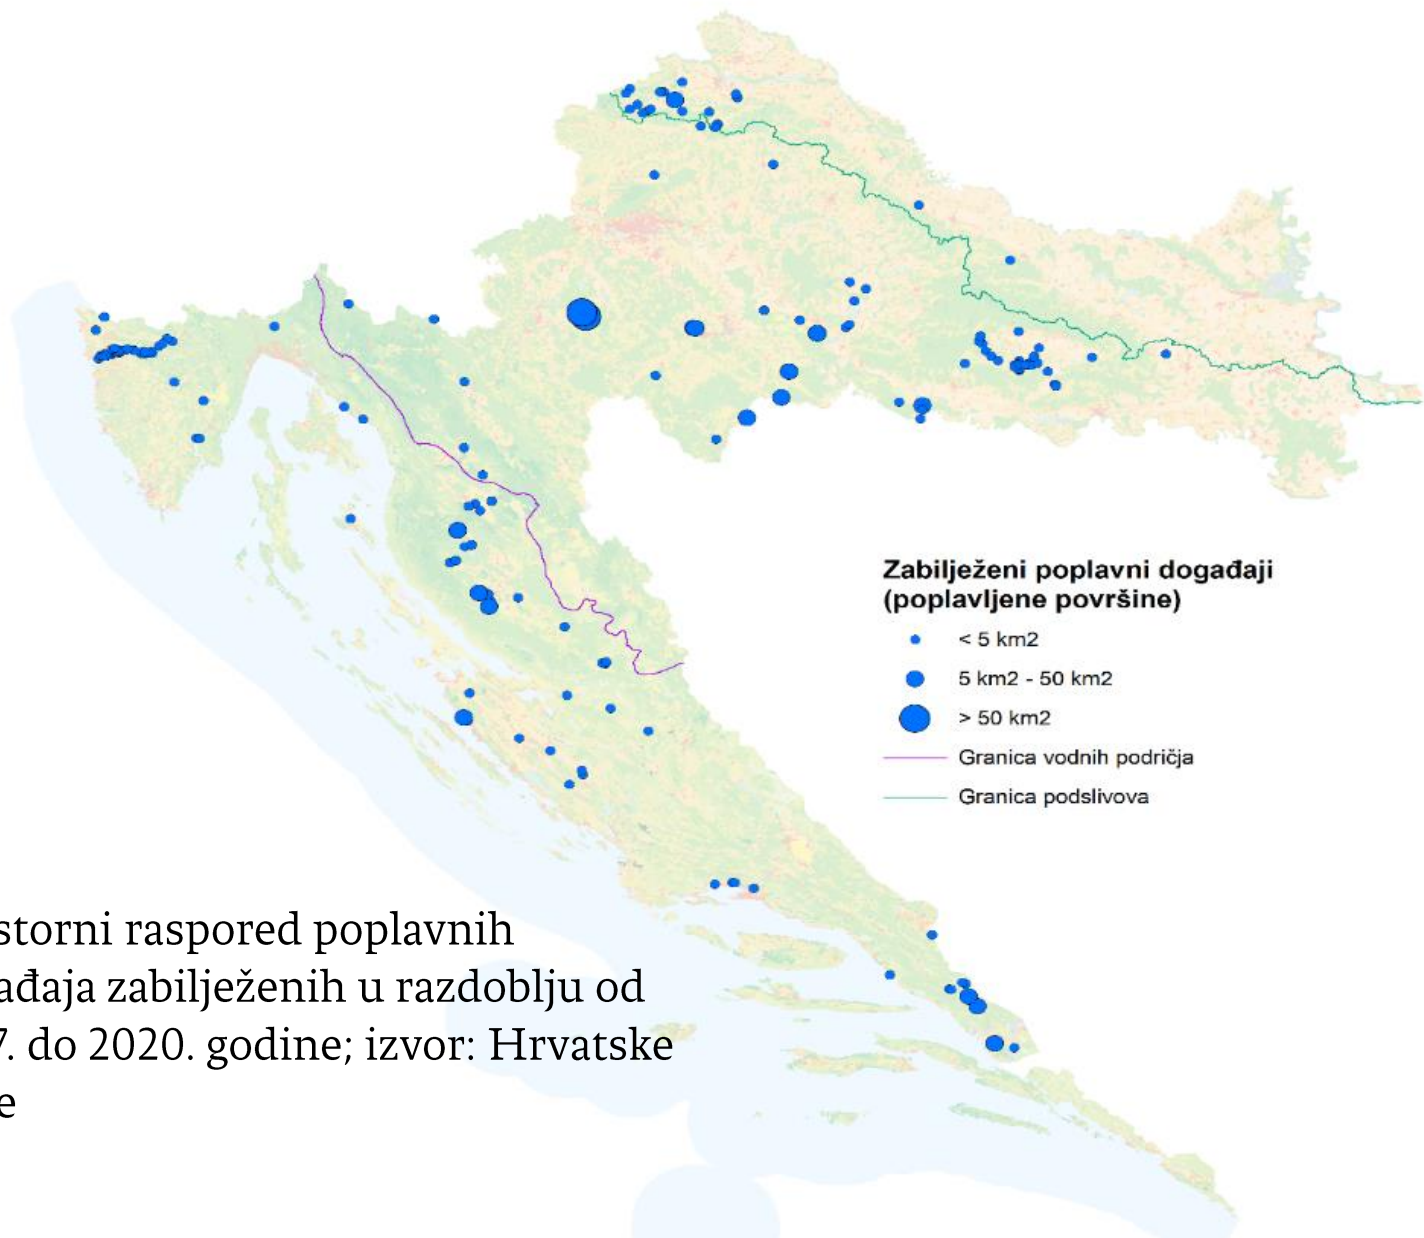 Zabilježeni poplavni događaji
(poplavljene površine)
< 5 km2
5 km2 - 50 km2
> 50 km2
Granica vodnih područja
Granica podslivova
storni raspored poplavnih
ađaja zabilježenih u razdoblju od
7. do 2020. godine; izvor: Hrvatske
e